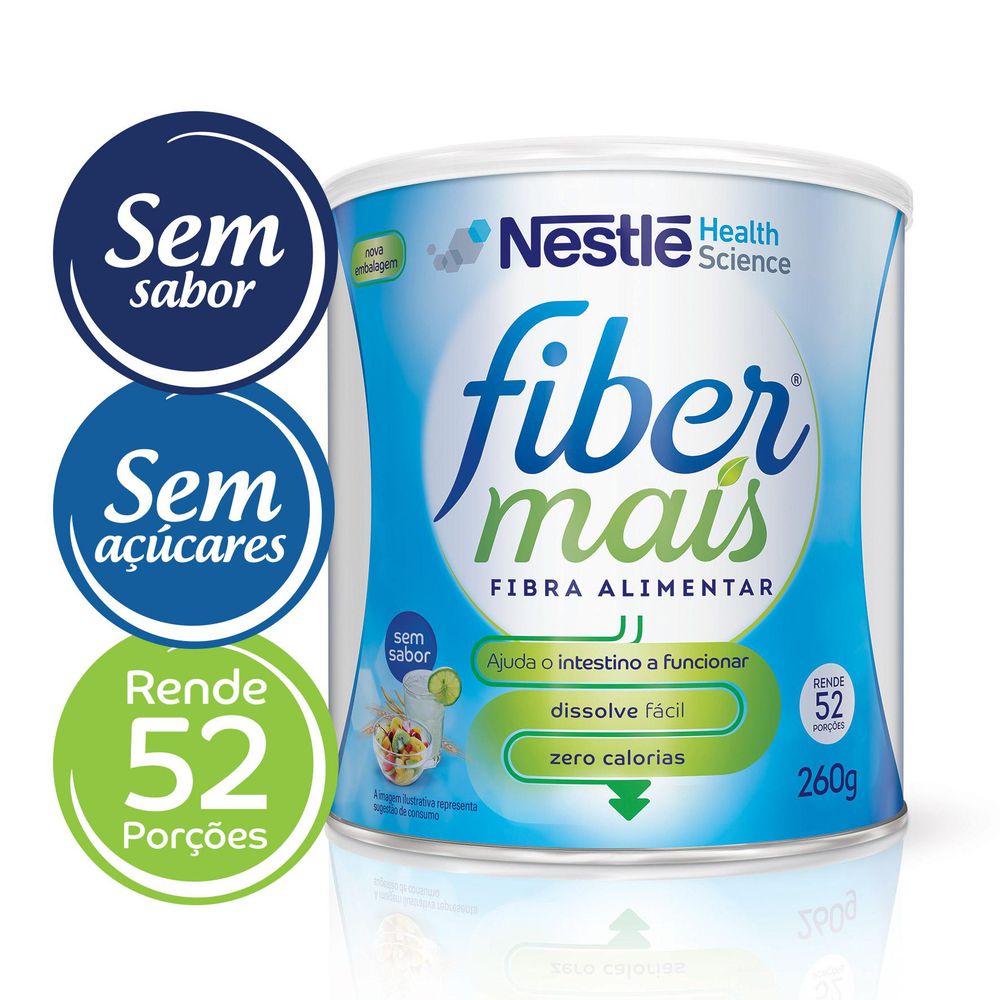 Sem
sabor
Sem
açúcares
Rende
52
Porções
nova
embalagem
Nestlé Health
Science
fiber®
mais
FIBRA ALIMENTAR
sem
sabor
Ajuda o intestino a funcionar
dissolve fácil
zero calorias
RENDE
52
PORÇÕES
A imagem ilustrativa representa
sugestão de consumo
260g